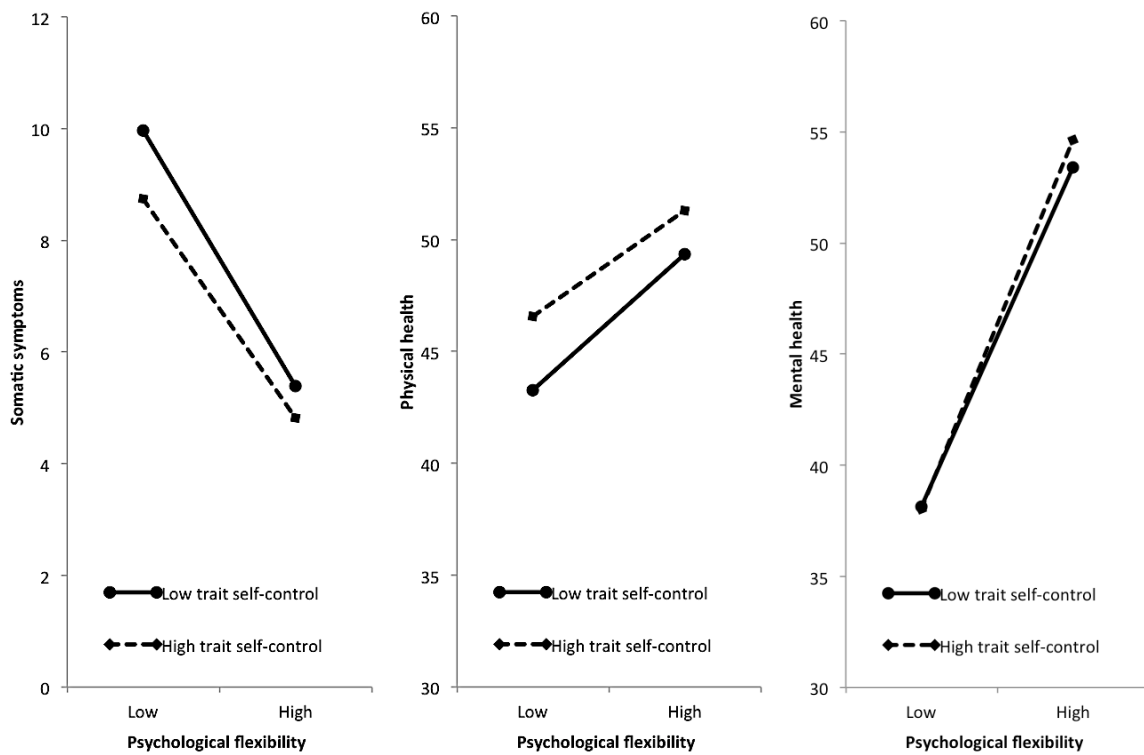 12
10
8
6
4
2
0
Somatic symptoms
Low trait self-control
High trait self-control
Low High
Psychological flexibility
60
55
50
45
40
35
30
Physical health
Low trait self-control
High trait self-control
Low High
Psychological flexibility
60
55
50
45
40
35
30
Mental health
Low trait self-control
High trait self-control
Low High
Psychological flexibility